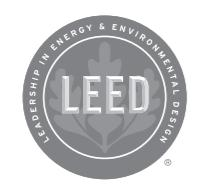 LEADERSHIP IN ENERGY & ENVIRONMENTAL DESIGN
LEED
®